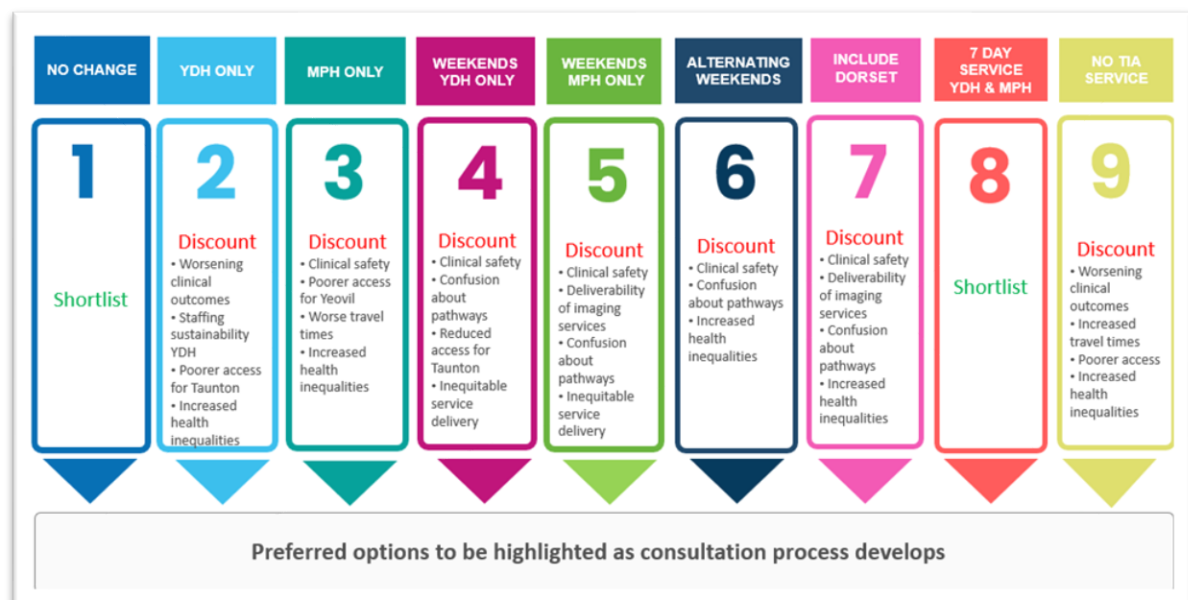 NO CHANGE
1
Shortlist
YDH ONLY
2
Discount
• Worsening
clinical
outcomes
• Staffing
sustainability
YDH
• Poorer access
for Taunton
• Increased
health
inequalities
MPH ONLY
3
Discount
• Clinical safety
• Poorer access
for Yeovil
• Worse travel
times
• Increased
health
inequalities
WEEKENDS
YDH ONLY
4
Discount
• Clinical safety
• Confusion
about
pathways
• Reduced
access for
Taunton
• Inequitable
service
delivery
WEEKENDS
MPH ONLY
5
Discount
• Clinical safety
• Deliverability
of imaging
services
• Confusion
about
pathways
• Inequitable
service
delivery
ALTERNATING
WEEKENDS
6
Discount
• Clinical safety
• Confusion
about pathways
• Increased
health
inequalities
INCLUDE
DORSET
7
Discount
• Clinical safety
• Deliverability
of imaging
services
• Confusion
about
pathways
• Increased
health
inequalities
7 DAY
SERVICE
YDH & MPH
8
Shortlist
NO TIA
SERVICE
9
Discount
• Worsening
clinical
outcomes
• Increased
travel times
• Poorer access
• Increased
health
inequalities
Preferred options to be highlighted as consultation process develops